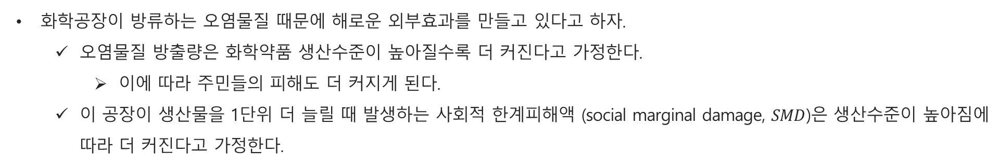 • 화학공장이 방류하는 오염물질 때문에 해로운 외부효과를 만들고 있다고 하자.
✓ 오염물질 방출량은 화학약품 생산수준이 높아질수록 더 커진다고 가정한다.
➢ 이에 따라 주민들의 피해도 더 커지게 된다.
✓ 이 공장이 생산물을 1단위 더 늘릴 때 발생하는 사회적 한계피해액 (social marginal damage, SMD)은 생산수준이 높아짐에
따라 더 커진다고 가정한다.